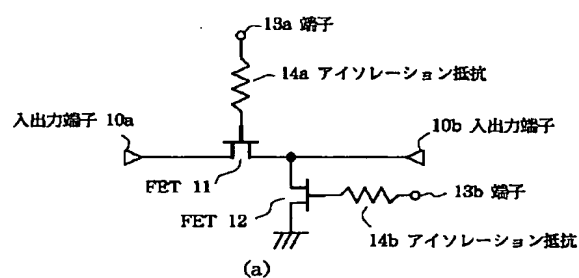 13a 端子
14a アイソレーション抵抗
入出力端子 10a
10b 入出力端子
FET 11
FET 12
13b 端子
14b アイソレーション抵抗
(a)